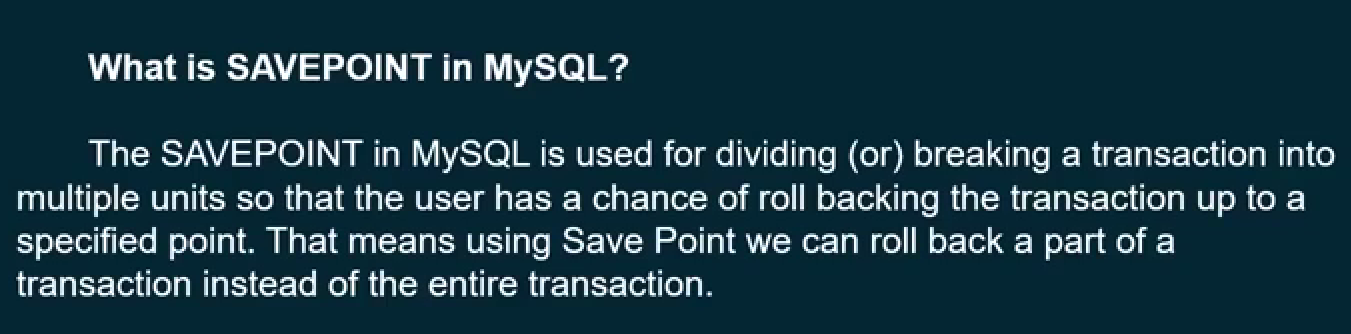 What is SAVEPOINT in MySQL?
The SAVEPOINT in MySQL is used for dividing (or) breaking a transaction into
multiple units so that the user has a chance of roll backing the transaction up to a
specified point. That means using Save Point we can roll back a part of a
transaction instead of the entire transaction.